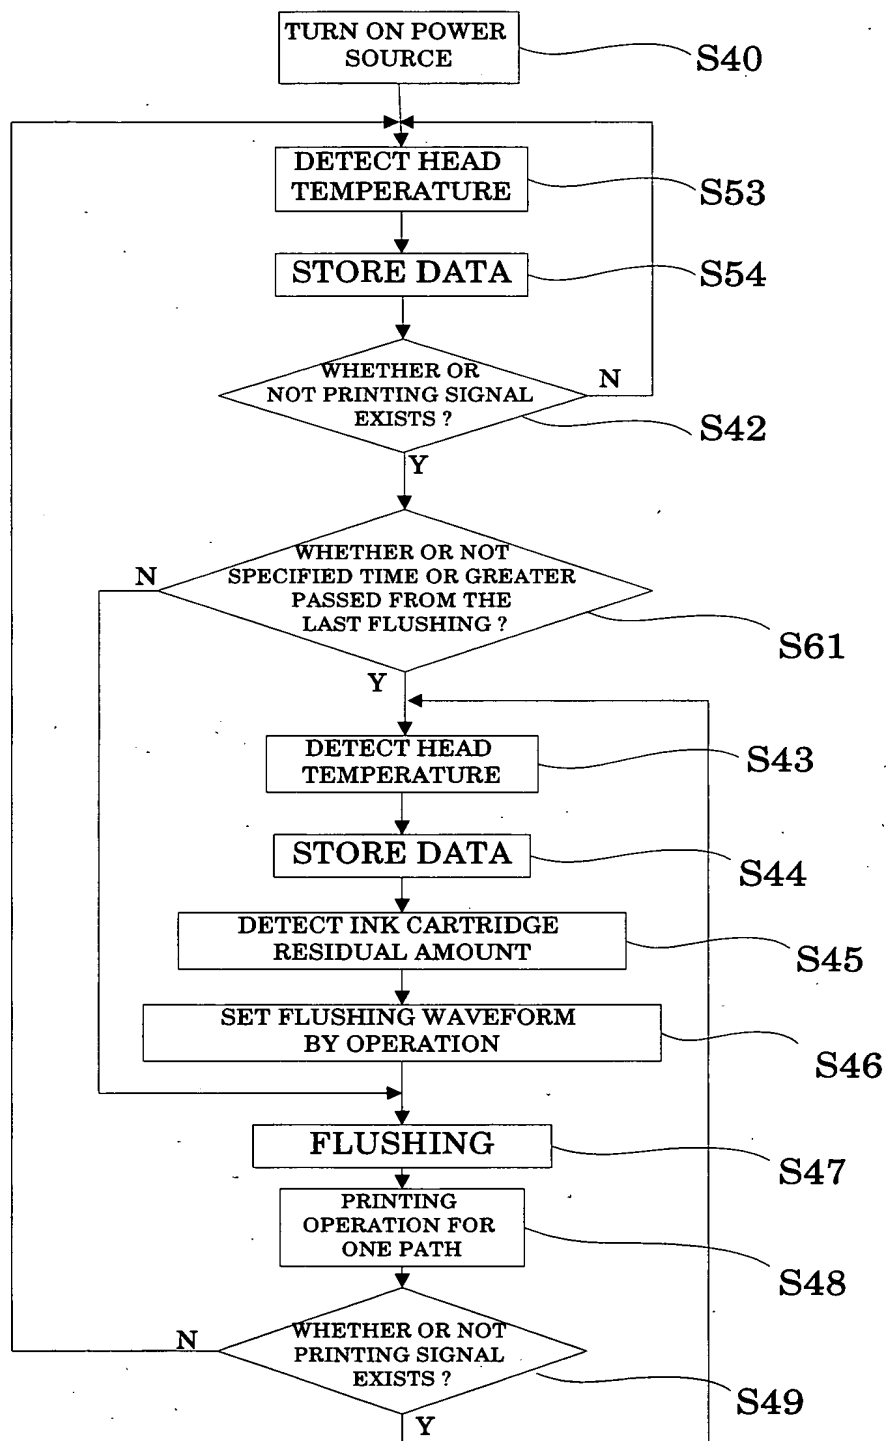 TURN ON POWER
SOURCE
S40
DETECT HEAD
TEMPERATURE
S53
STORE DATA
S54
WHETHER OR
NOT PRINTING SIGNAL
EXISTS ?
N
S42
Y
WHETHER OR NOT
SPECIFIED TIME OR GREATER
PASSED FROM THE
LAST FLUSHING ?
N
S61
Y
DETECT HEAD
TEMPERATURE
S43
STORE DATA
S44
DETECT INK CARTRIDGE
RESIDUAL AMOUNT
S45
SET FLUSHING WAVEFORM
BY OPERATION
S46
FLUSHING
S47
PRINTING
OPERATION FOR
ONE PATH
S48
WHETHER OR NOT
PRINTING SIGNAL
EXISTS ?
N
S49
Y